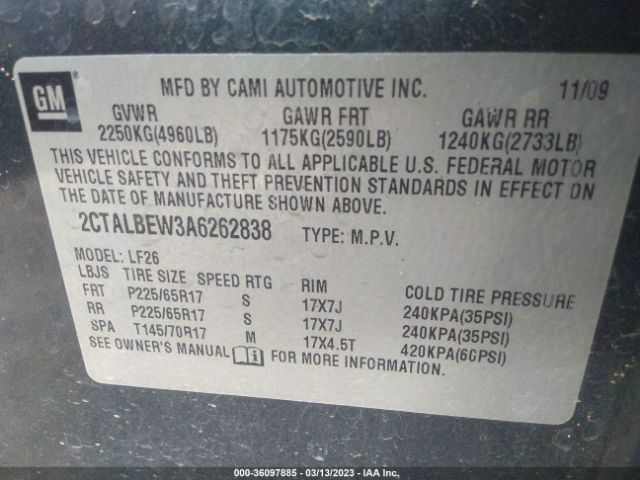 GM
MFD BY CAMI AUTOMOTIVE INC. 11/09
GVWR GAWR FRT GAWR RR
2250KG(4960LB) 1175KG(2590LB) 1240KG(2733LB)
THIS VEHICLE CONFORMS TO ALL APPLICABLE U.S. FEDERAL MOTOR
VEHICLE SAFETY AND THEFT PREVENTION STANDARDS IN EFFECT ON
THE DATE OF MANUFACTURE SHOWN ABOVE.
2CTALBEW3A6262838 TYPE: M.P.V.
MODEL: LF26
LBJS TIRE SIZE SPEED RTG RIM COLD TIRE PRESSURE
FRT P225/65R17 S 17X7J 240KPA(35PSI)
RR P225/65R17 S 17X7J 240KPA(35PSI)
SPA T145/70R17 M 17X4.5T 420KPA(60PSI)
SEE OWNER'S MANUAL FOR MORE INFORMATION.
000-36097885 / 03/13/2023 / IAA Inc.